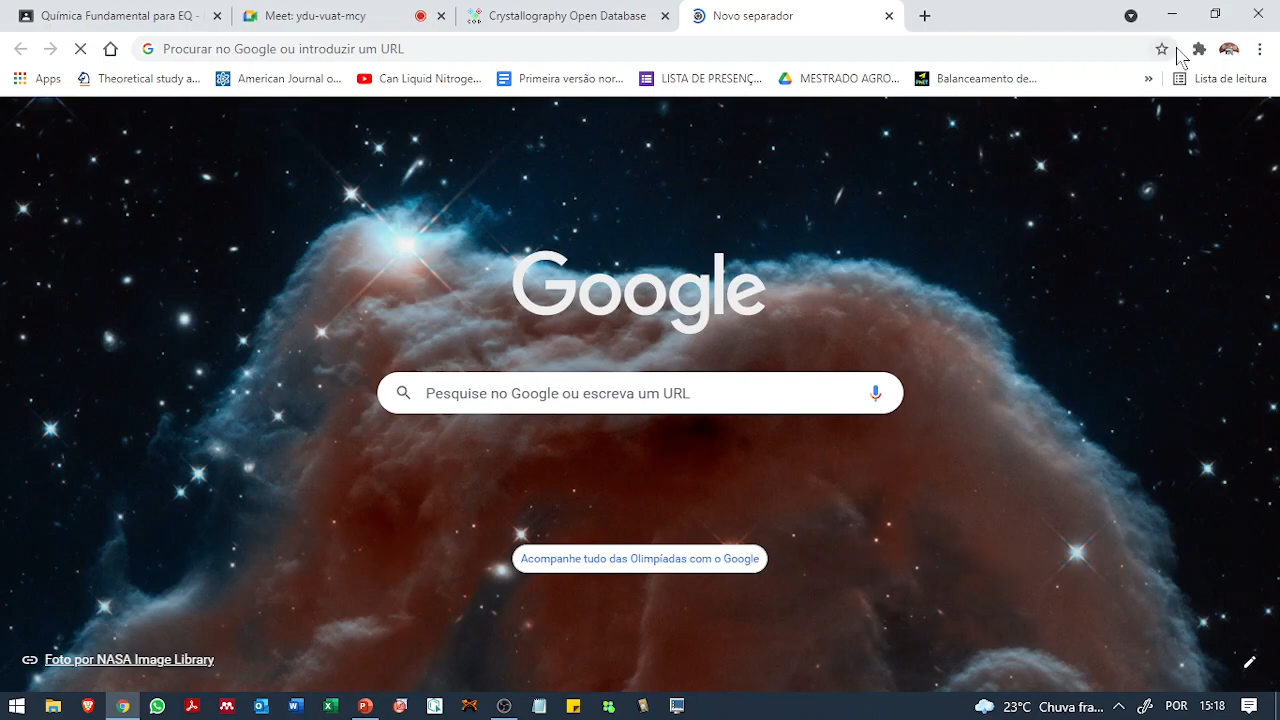 Química Computacional para EQ -
Meet: ydu-vuat-mcy
Crystallography Open Database
Novo separador
Procurar no Google ou introduzir um URL
Apps
Theoretical study a...
American Journal o...
Can Liquid Nitroge...
Primeira versão nor...
LISTA DE PRESENÇ...
MESTRADO AGRO...
Balanceamento de...
»
Lista de leitura
Google
Pesquise no Google ou escreva um URL
Acompanhe tudo das Olimpíadas com o Google
Foto por NASA Image Library
23°C Chuva fra...
POR
15:18